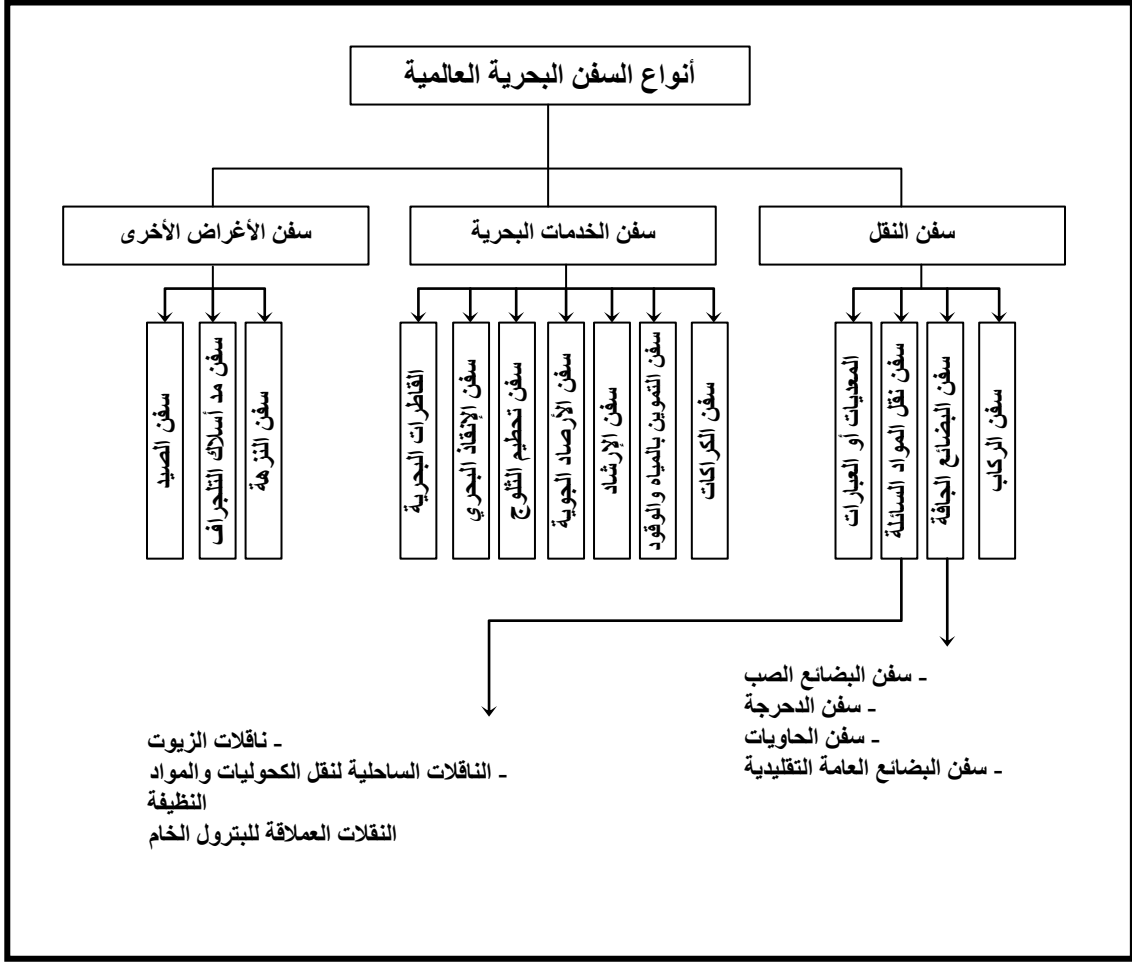 أنواع السفن البحرية العالمية
سفن النقل
سفن الخدمات البحرية
سفن الأغراض الأخرى
سفن الركاب
سفن البضائع الجافة
سفن نقل المواد السائلة
المعديات أو العبارات
سفن الكراكات
سفن التموين بالمياه والوقود
سفن الإرشاد
سفن الأرصاد الجوية
سفن تحطيم الثلوج
سفن الإنقاذ البحري
القاطرات البحرية
سفن النزهة
سفن مد أسلاك التلجراف
سفن الصيد
- سفن البضائع الصب
- سفن الدحرجة
- سفن الحاويات
- سفن البضائع العامة التقليدية
- ناقلات الزيوت
- الناقلات الساحلية لنقل الكحوليات والمواد
النظيفة
النقلات العملاقة للبترول الخام